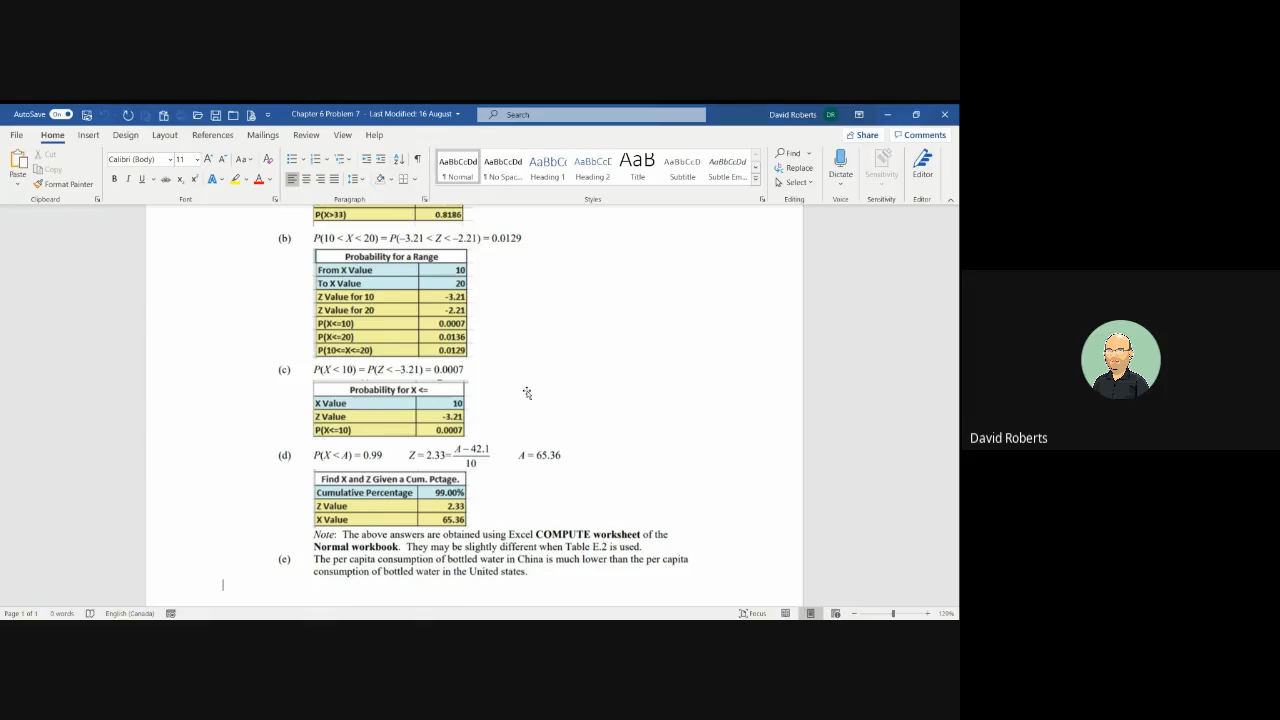 AutoSave On Chapter 6 Problem 7 - Last Modified: 16 August Search David Roberts DR
File Home Insert Design Layout References Mailings Review View Help Share Comments
Paste Cut Copy Format Painter Clipboard
Calibri (Body) 11 Font
Paragraph
AaBbCcDd ¶ Normal AaBbCcDd ¶ No Spac... AaBbCc Heading 1 AaBbCcE Heading 2 AaB Title AaBbCcD Subtitle AaBbCcDd Subtle Em... Styles
Find Replace Select Editing
Dictate Voice
Sensitivity Sensitivity
Editor Editor
P(X>33) 0.8186
(b) P(10 < X < 20) = P(–3.21 < Z < –2.21) = 0.0129
Probability for a Range
From X Value 10
To X Value 20
Z Value for 10 -3.21
Z Value for 20 -2.21
P(X<=10) 0.0007
P(X<=20) 0.0136
P(10<=X<=20) 0.0129
(c) P(X < 10) = P(Z < –3.21) = 0.0007
Probability for X <=
X Value 10
Z Value -3.21
P(X<=10) 0.0007
(d) P(X < A) = 0.99 Z = 2.33= A – 42.1 / 10 A = 65.36
Find X and Z Given a Cum. Pctage.
Cumulative Percentage 99.00%
Z Value 2.33
X Value 65.36
Note: The above answers are obtained using Excel COMPUTE worksheet of the
Normal workbook. They may be slightly different when Table E.2 is used.
(e) The per capita consumption of bottled water in China is much lower than the per capita
consumption of bottled water in the United states.
Page 1 of 1 0 words English (Canada) Focus 120%
David Roberts